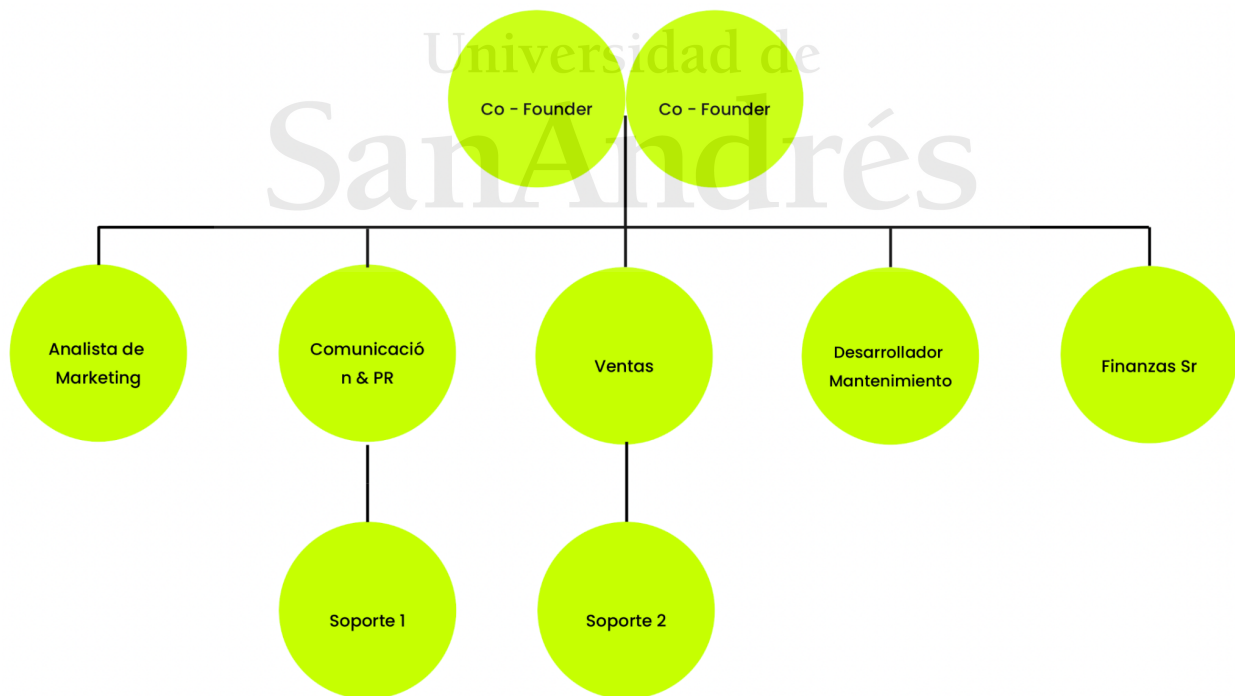 Universidad de
SanAndrés
Co - Founder
Co - Founder
Analista de
Marketing
Comunicació
n & PR
Ventas
Desarrollador
Mantenimiento
Finanzas Sr
Soporte 1
Soporte 2